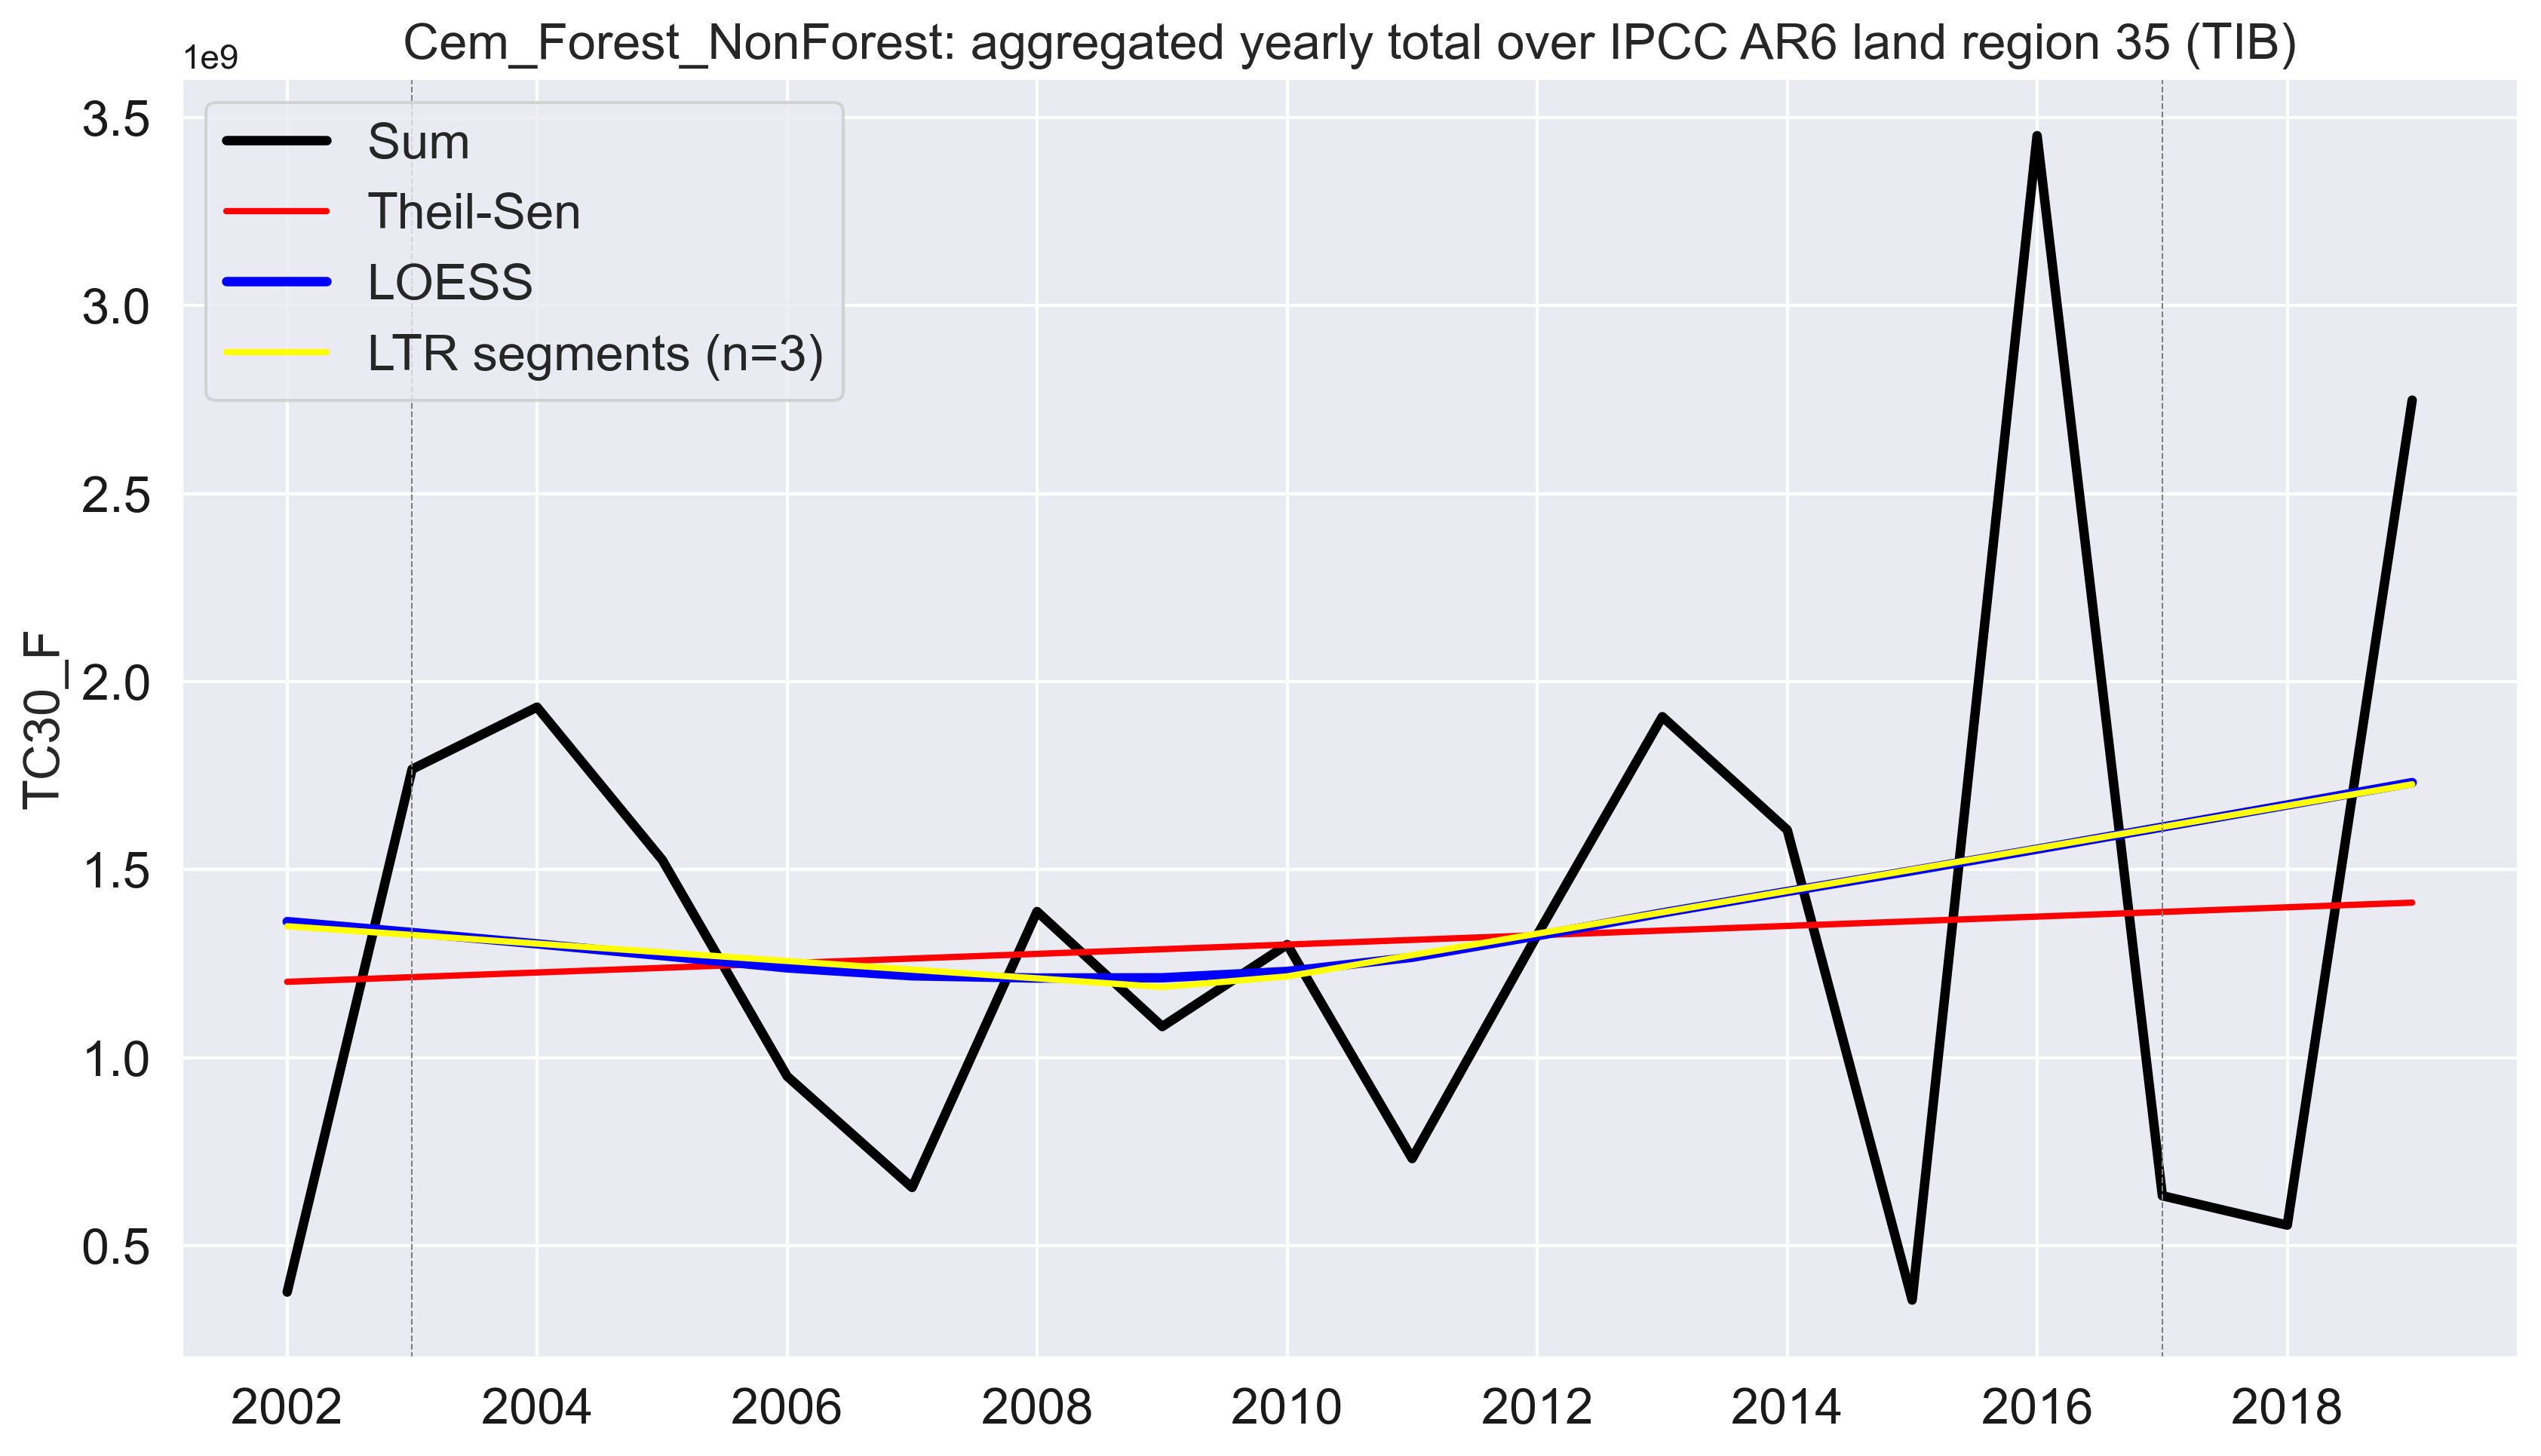 Cem_Forest_NonForest: aggregated yearly total over IPCC AR6 land region 35 (TIB)
1e9
3.5
3.0
2.5
2.0
1.5
1.0
0.5
TC30_F
Sum
Theil-Sen
LOESS
LTR segments (n=3)
2002 2004 2006 2008 2010 2012 2014 2016 2018